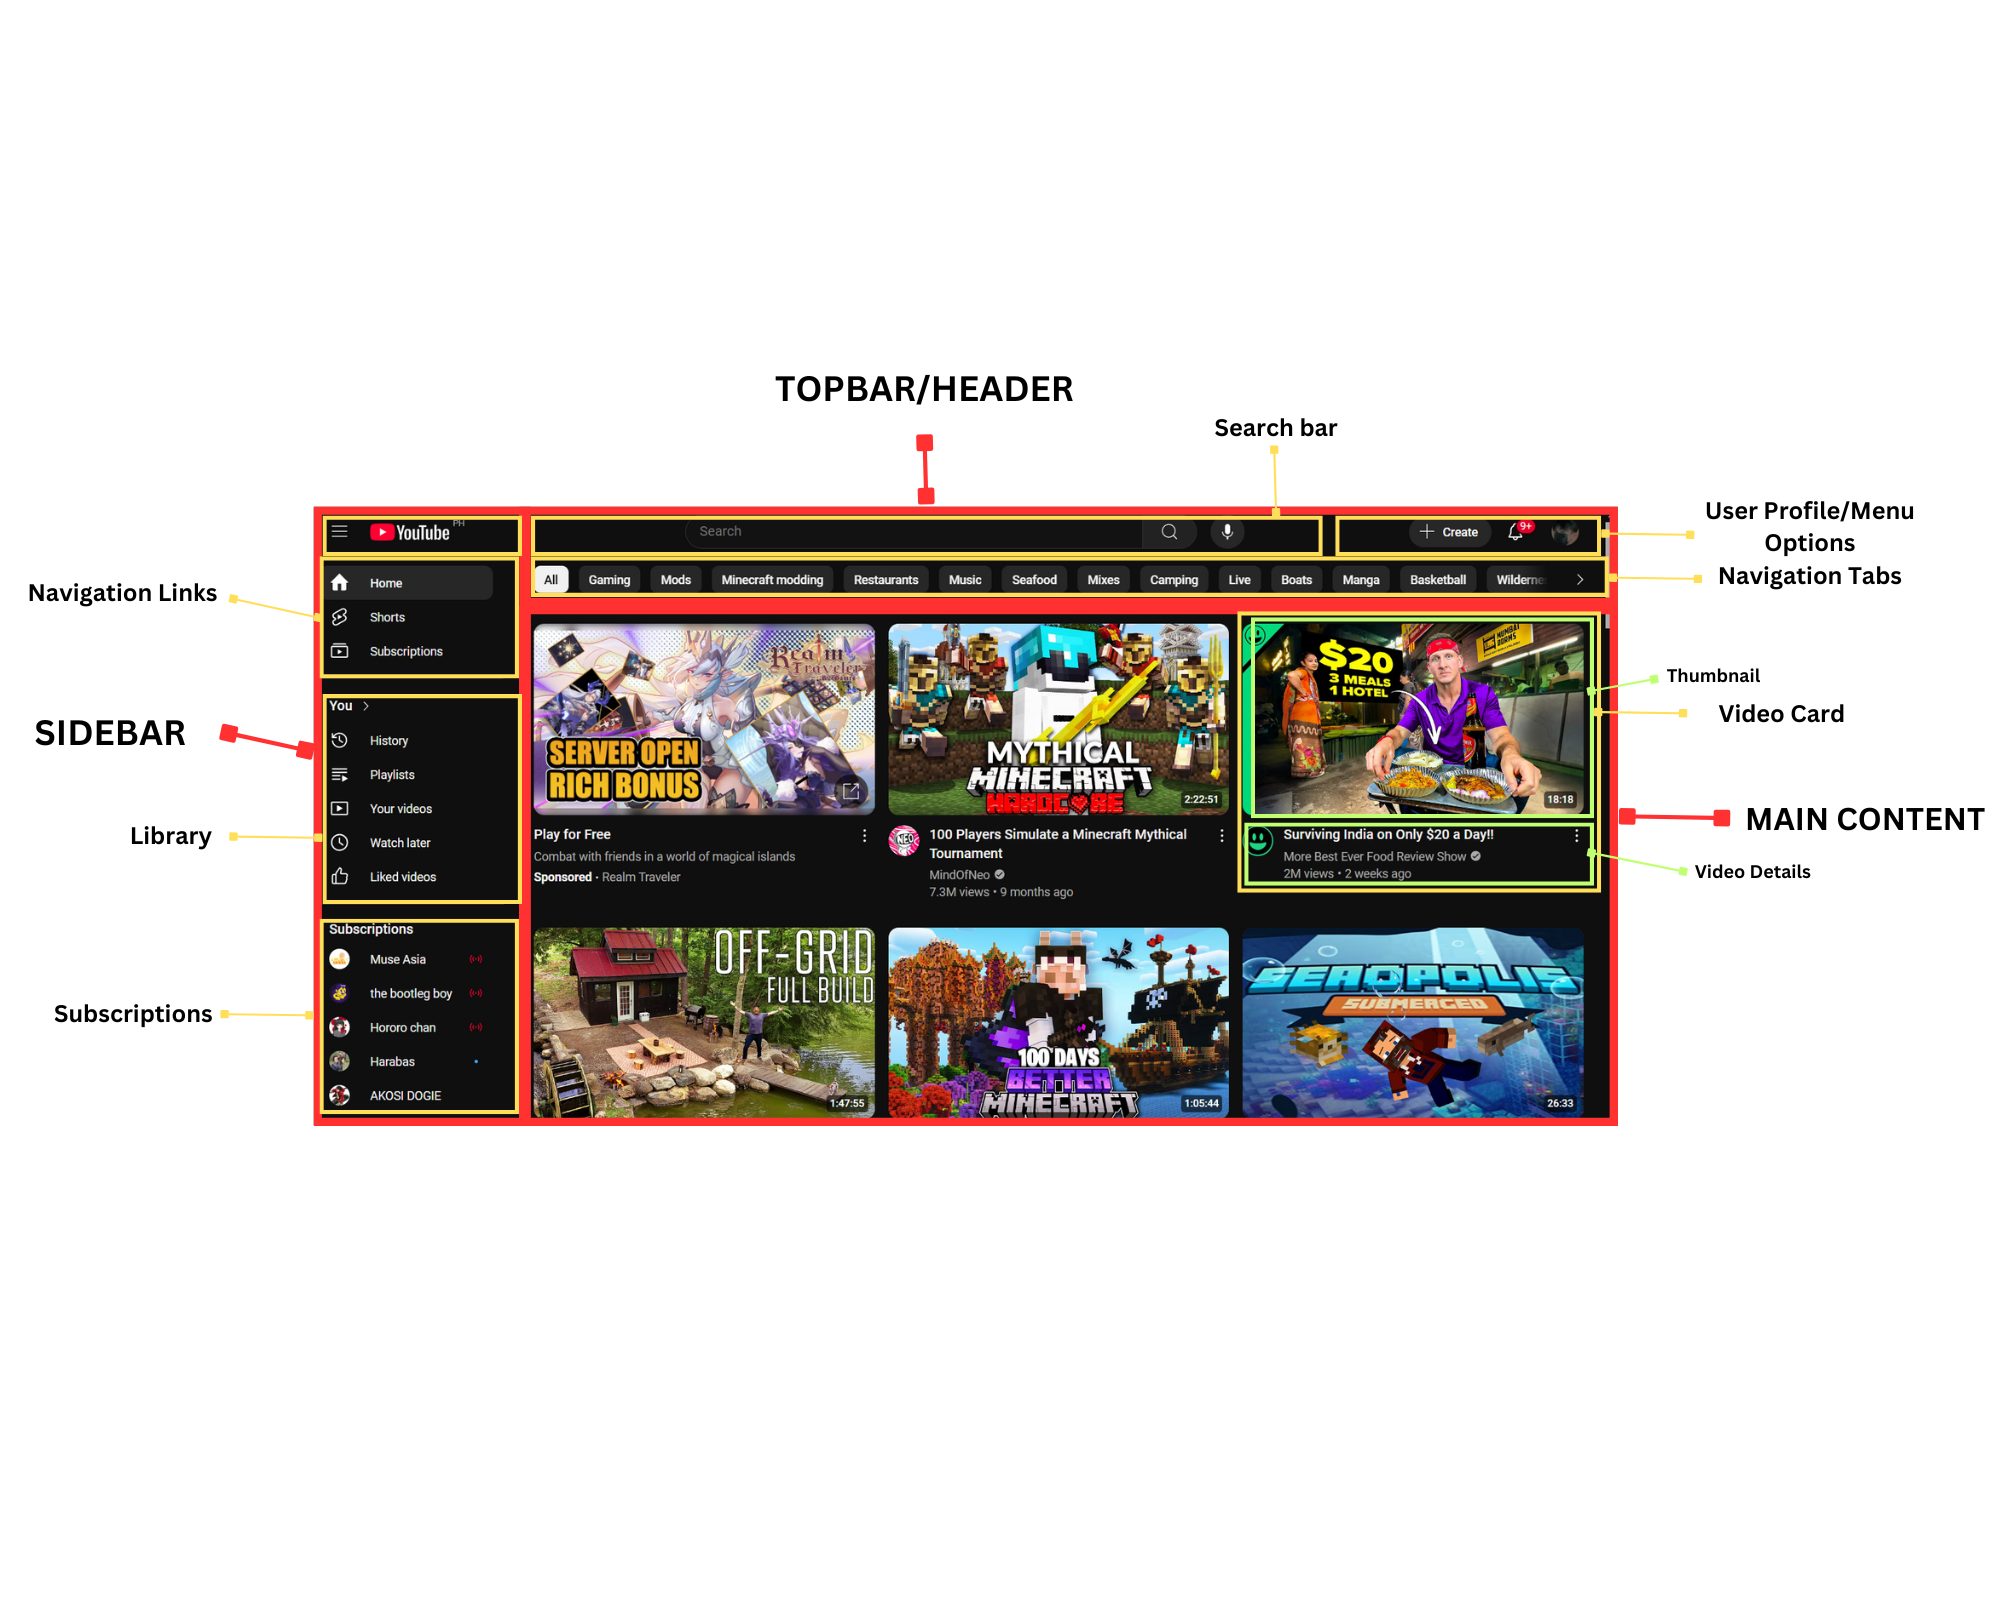 TOPBAR/HEADER
Search bar
User Profile/Menu
Options
Navigation Tabs
Navigation Links
SIDEBAR
Library
Subscriptions
Thumbnail
Video Card
MAIN CONTENT
Video Details
YouTube PH
Search
Create
9+
All Gaming Mods Minecraft modding Restaurants Music Seafood Mixes Camping Live Boats Manga Basketball Wilderne
Home
Shorts
Subscriptions
You
History
Playlists
Your videos
Watch later
Liked videos
Subscriptions
Muse Asia
the bootleg boy
Hororo chan
Harabas
AKOSI DOGIE
Realm
Traveler
SERVER OPEN
RICH BONUS
Play for Free
Combat with friends in a world of magical islands
Sponsored • Realm Traveler
MYTHICAL
MINECRAFT
HARDCORE
2:22:51
NEO
100 Players Simulate a Minecraft Mythical
Tournament
MindOfNeo
7.3M views • 9 months ago
$20
3 MEALS
1 HOTEL
MUMBAI
BURNS
18:18
Surviving India on Only $20 a Day!!
More Best Ever Food Review Show
2M views • 2 weeks ago
OFF-GRID
FULL BUILD
1:47:55
100 DAYS
BETTER
MINECRAFT
1:05:44
SEAOPOLIS
SUBMERGED
26:33